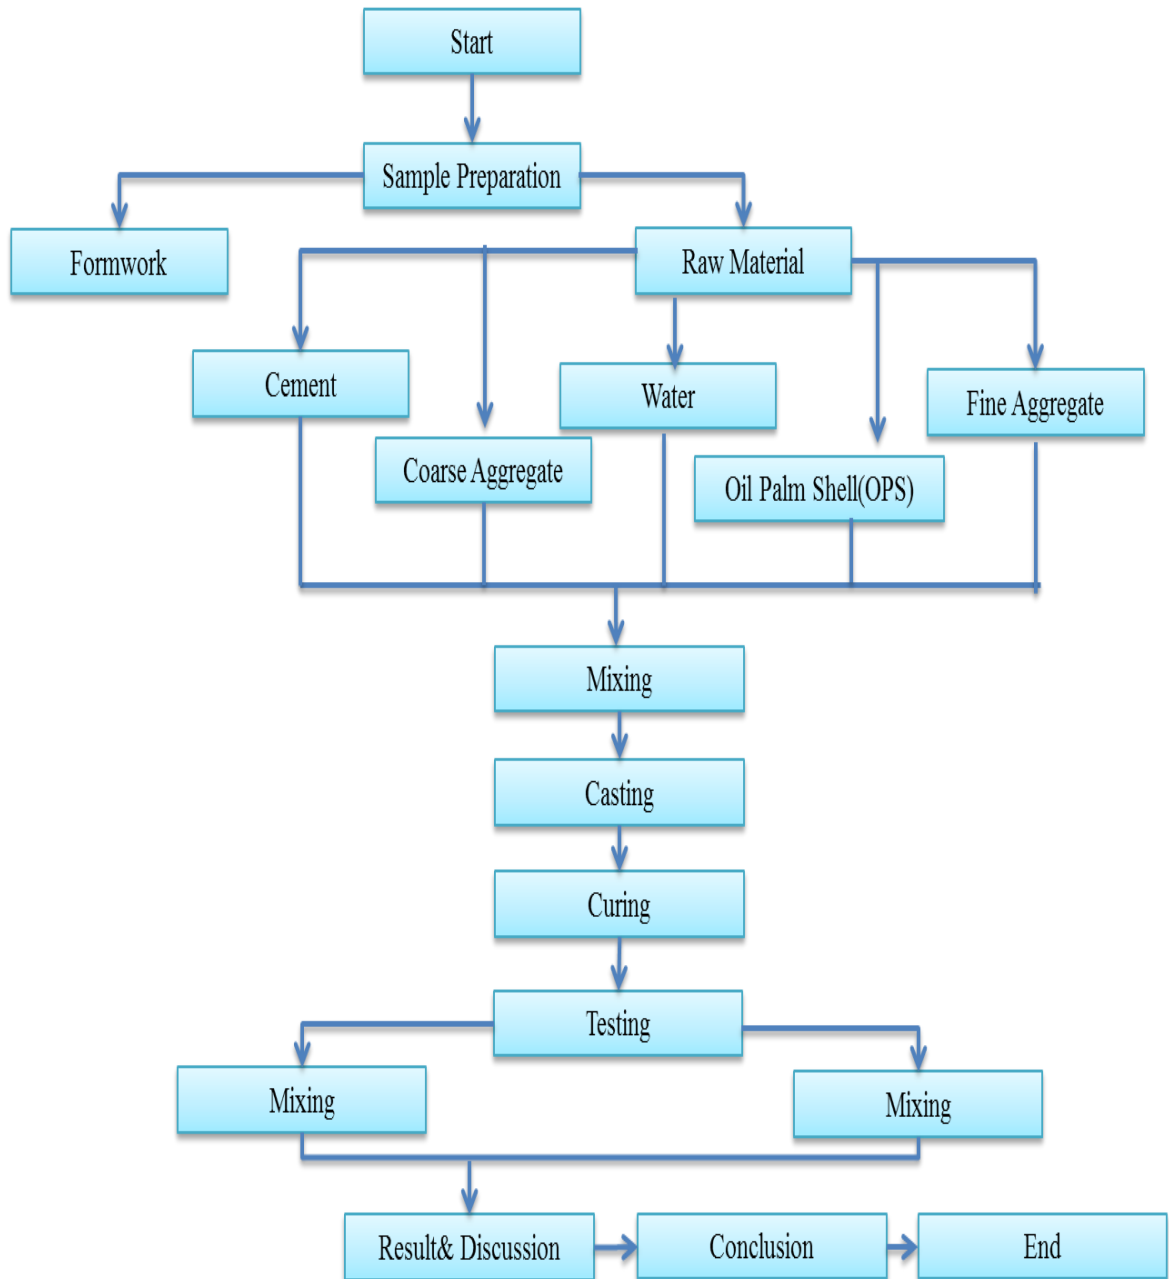 Start
Sample Preparation
Formwork
Raw Material
Cement
Water
Fine Aggregate
Coarse Aggregate
Oil Palm Shell(OPS)
Mixing
Casting
Curing
Testing
Mixing
Mixing
Result& Discussion
Conclusion
End